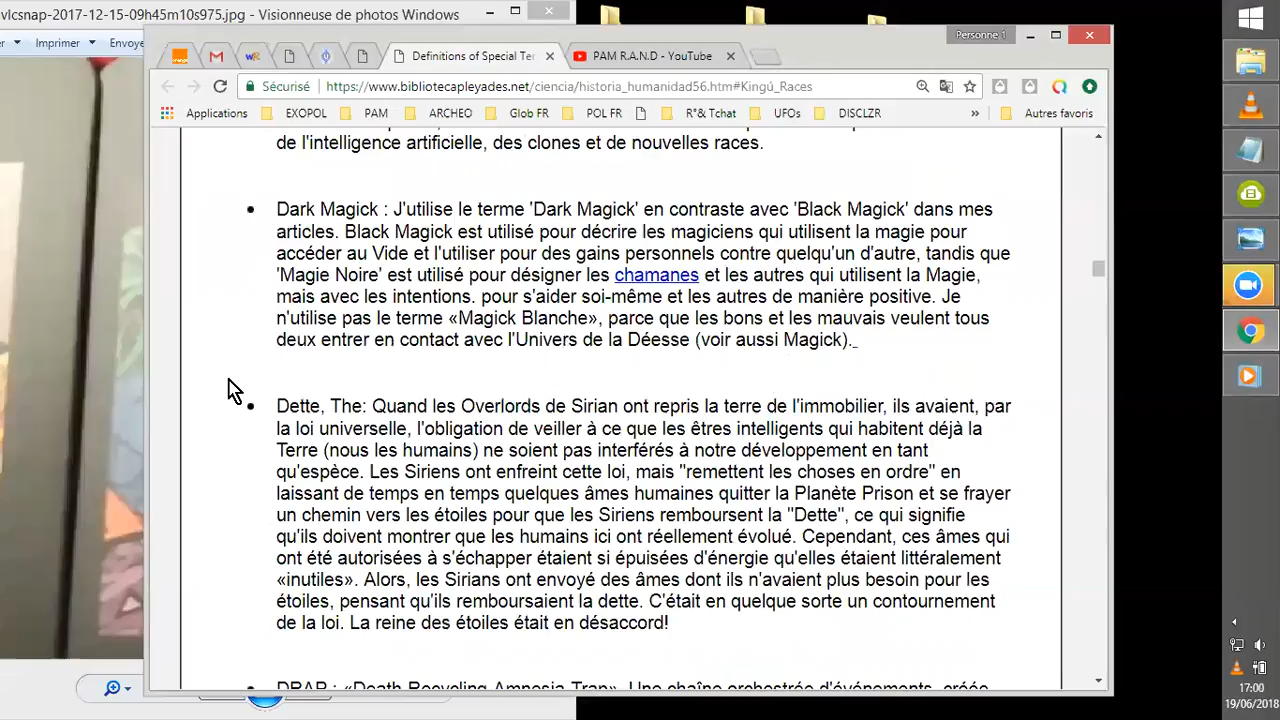 vlcsnap-2017-12-15-09h45m10s975.jpg - Visionneuse de photos Windows
Imprimer
Personne 1
Definitions of Special Ter
PAM R.A.N.D - YouTube
Sécurisé
https://www.bibliotecapleyades.net/ciencia/historia_humanidad56.htm#Kingú_Races
Applications EXOPOL PAM ARCHEO Glob FR POL FR R°& Tchat UFOs DISCLZR » Autres favoris
de l'intelligence artificielle, des clones et de nouvelles races.
• Dark Magick : J'utilise le terme 'Dark Magick' en contraste avec 'Black Magick' dans mes
articles. Black Magick est utilisé pour décrire les magiciens qui utilisent la magie pour
accéder au Vide et l'utiliser pour des gains personnels contre quelqu'un d'autre, tandis que
'Magie Noire' est utilisé pour désigner les chamanes et les autres qui utilisent la Magie,
mais avec les intentions. pour s'aider soi-même et les autres de manière positive. Je
n'utilise pas le terme «Magick Blanche», parce que les bons et les mauvais veulent tous
deux entrer en contact avec l'Univers de la Déesse (voir aussi Magick).
• Dette, The: Quand les Overlords de Sirian ont repris la terre de l'immobilier, ils avaient, par
la loi universelle, l'obligation de veiller à ce que les êtres intelligents qui habitent déjà la
Terre (nous les humains) ne soient pas interférés à notre développement en tant
qu'espèce. Les Siriens ont enfreint cette loi, mais "remettent les choses en ordre" en
laissant de temps en temps quelques âmes humaines quitter la Planète Prison et se frayer
un chemin vers les étoiles pour que les Siriens remboursent la "Dette", ce qui signifie
qu'ils doivent montrer que les humains ici ont réellement évolué. Cependant, ces âmes qui
ont été autorisées à s'échapper étaient si épuisées d'énergie qu'elles étaient littéralement
«inutiles». Alors, les Sirians ont envoyé des âmes dont ils n'avaient plus besoin pour les
étoiles, pensant qu'ils remboursaient la dette. C'était en quelque sorte un contournement
de la loi. La reine des étoiles était en désaccord!
• DRAP : «Death Recycling Amnesia Trap». Une chaîne orchestrée d'événements, créée
17:00
19/06/2018